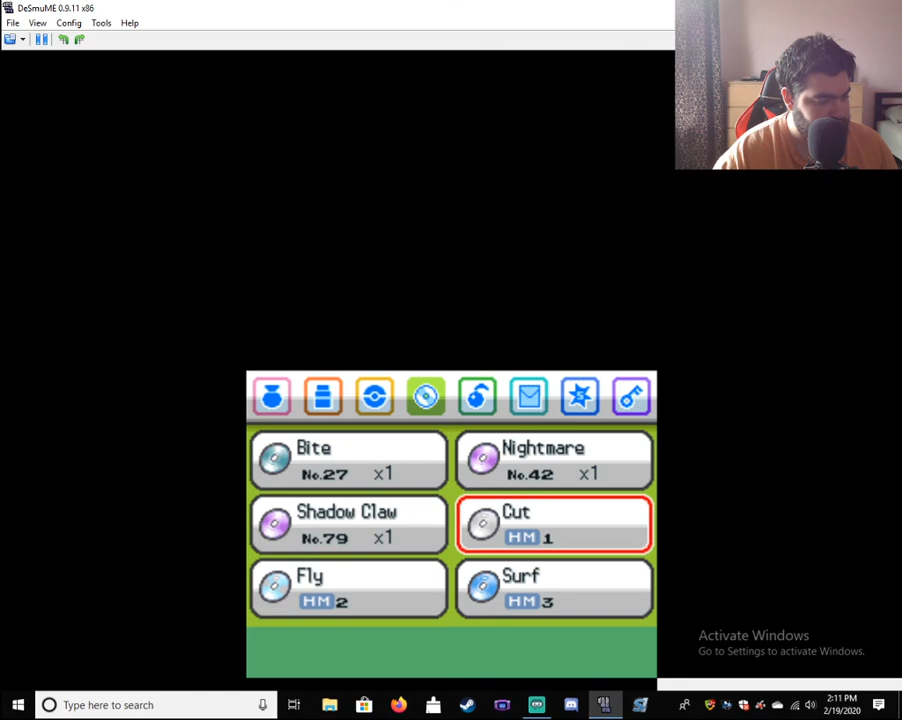 DeSmuME 0.9.11 x86
File View Config Tools Help
Bite
No.27 x1
Nightmare
No.42 x1
Shadow Claw
No.79 x1
Cut
HM 1
Fly
HM 2
Surf
HM 3
Activate Windows
Go to Settings to activate Windows.
Type here to search
2:11 PM
2/19/2020